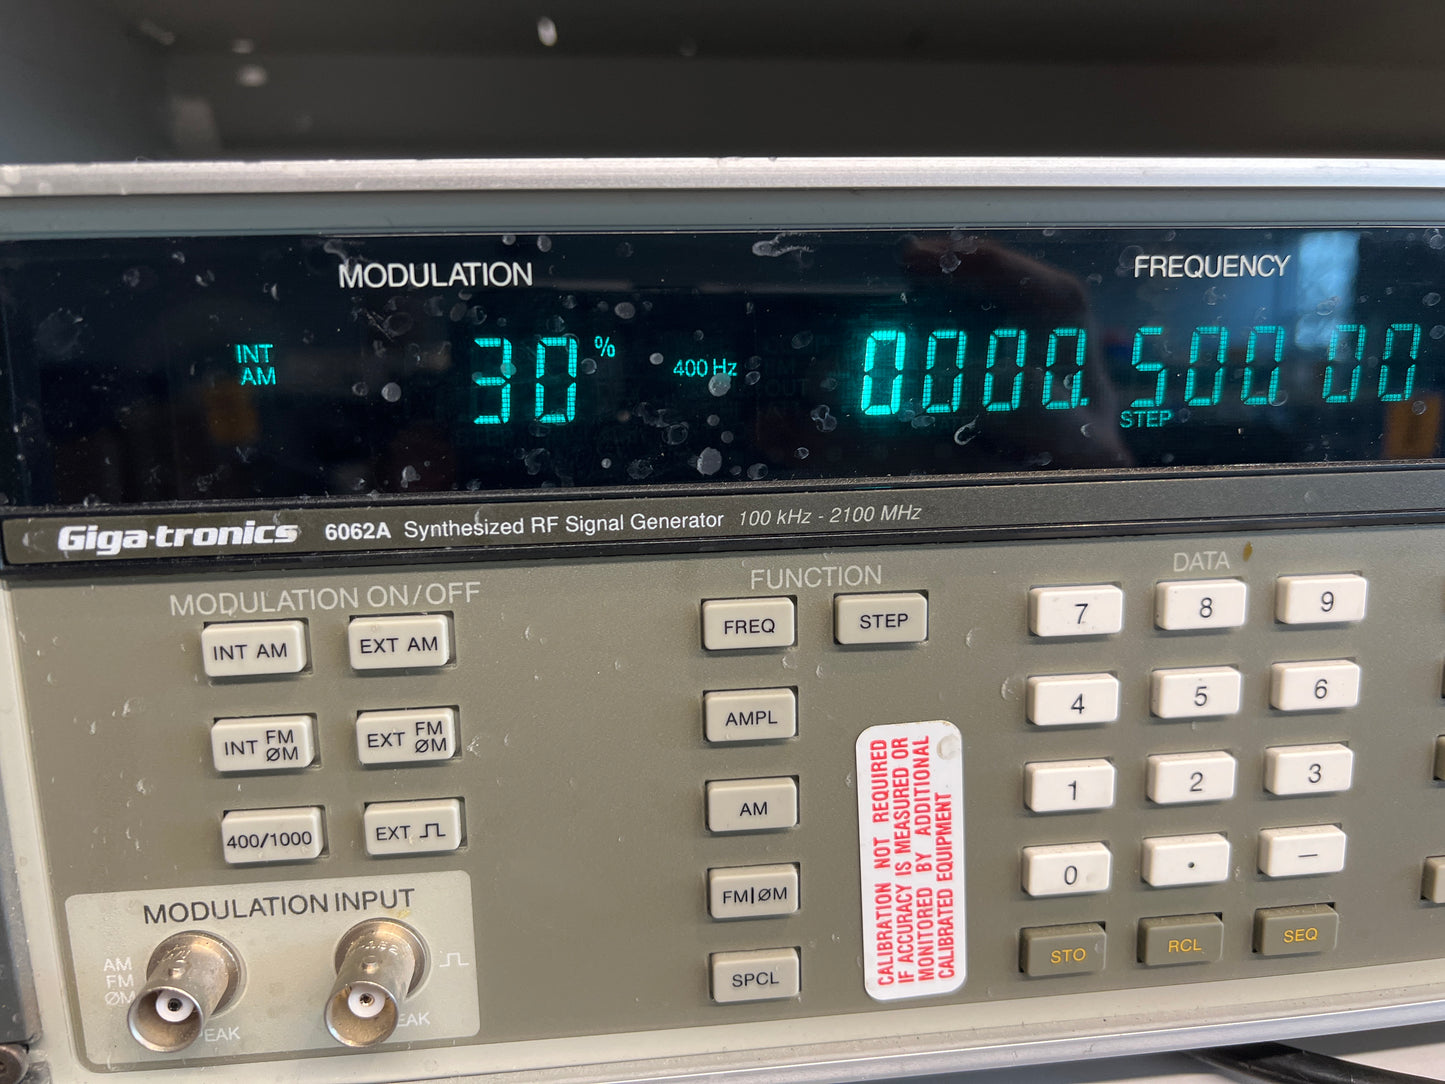 MODULATION
FREQUENCY
INT
AM
30 %
400 Hz
0000.500 00
STEP
Giga-tronics 6062A Synthesized RF Signal Generator 100 kHz - 2100 MHz
MODULATION ON/OFF
INT AM
EXT AM
INT FM ØM
EXT FM ØM
400/1000
EXT
MODULATION INPUT
AM
FM
ØM
FUNCTION
FREQ
STEP
AMPL
AM
FM|ØM
SPCL
CALIBRATION NOT REQUIRED
IF ACCURACY IS MEASURED OR
MONITORED BY ADDITIONAL
CALIBRATED EQUIPMENT
DATA
7
8
9
4
5
6
1
2
3
0
.
–
STO
RCL
SEQ